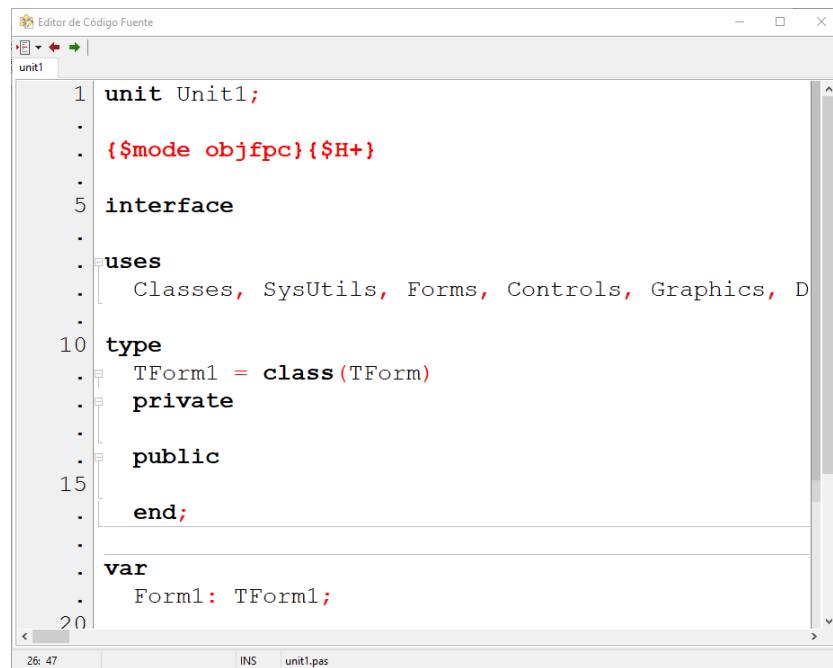 Editor de Código Fuente
unit1
1 unit Unit1;
.
. {$mode objfpc}{$H+}
.
5 interface
.
. uses
. Classes, SysUtils, Forms, Controls, Graphics, D
.
10 type
. TForm1 = class(TForm)
. private
.
. public
15
. end;
.
. var
. Form1: TForm1;
20
26: 47 INS unit1.pas